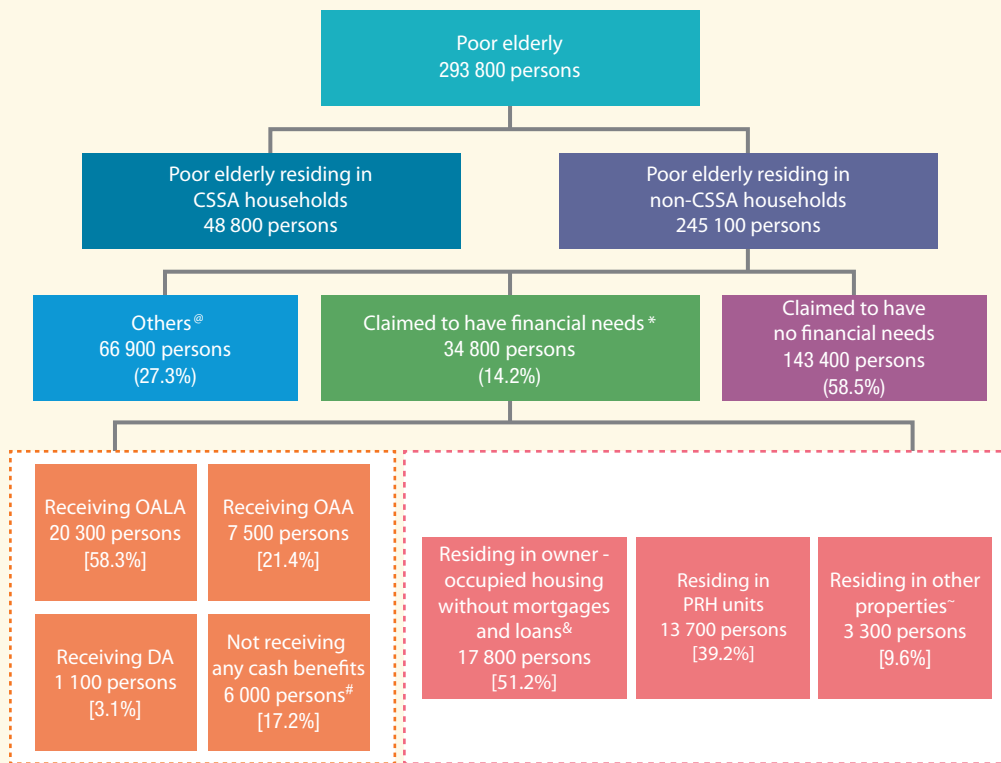 Poor elderly
293 800 persons
Poor elderly residing in
CSSA households
48 800 persons
Poor elderly residing in
non-CSSA households
245 100 persons
Others @
66 900 persons
(27.3%)
Claimed to have financial needs *
34 800 persons
(14.2%)
Claimed to have
no financial needs
143 400 persons
(58.5%)
Receiving OALA
20 300 persons
[58.3%]
Receiving OAA
7 500 persons
[21.4%]
Receiving DA
1 100 persons
[3.1%]
Not receiving
any cash benefits
6 000 persons#
[17.2%]
Residing in owner -
occupied housing
without mortgages
and loans&
17 800 persons
[51.2%]
Residing in
PRH units
13 700 persons
[39.2%]
Residing in other
properties~
3 300 persons
[9.6%]